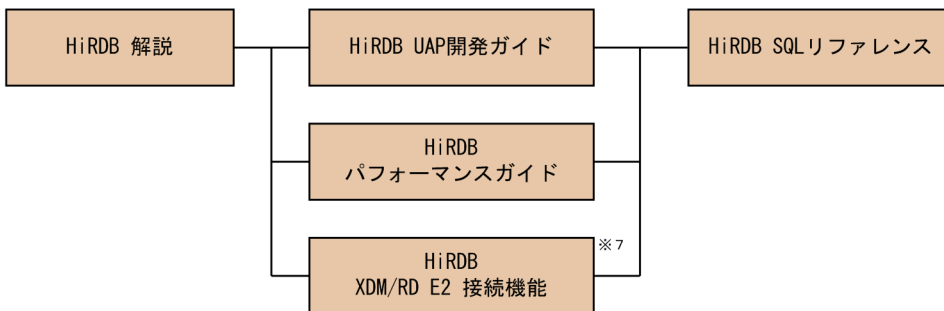 HiRDB 解説
HiRDB UAP開発ガイド
HiRDB SQLリファレンス
HiRDB
パフォーマンスガイド
※7
HiRDB
XDM/RD E2 接続機能